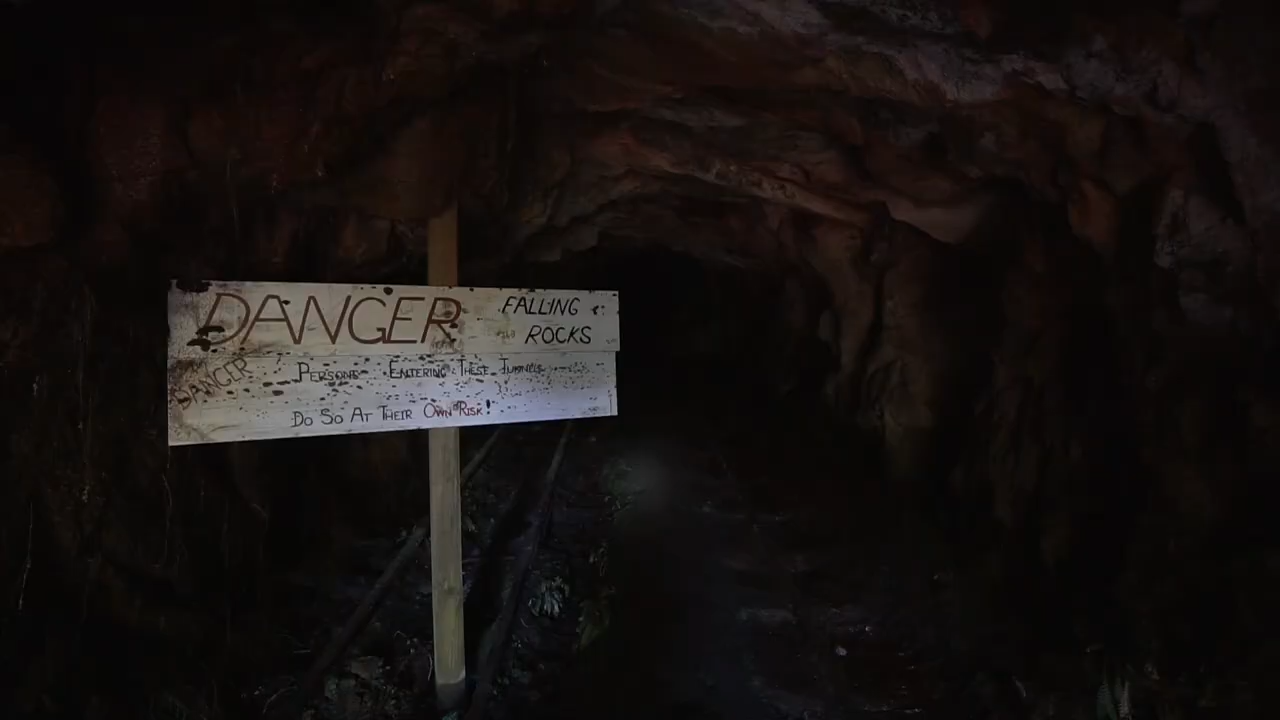 DANGER FALLING
ROCKS
DANGER
PERSONS ENTERING THESE TUNNELS
DO SO AT THEIR OWN RISK!